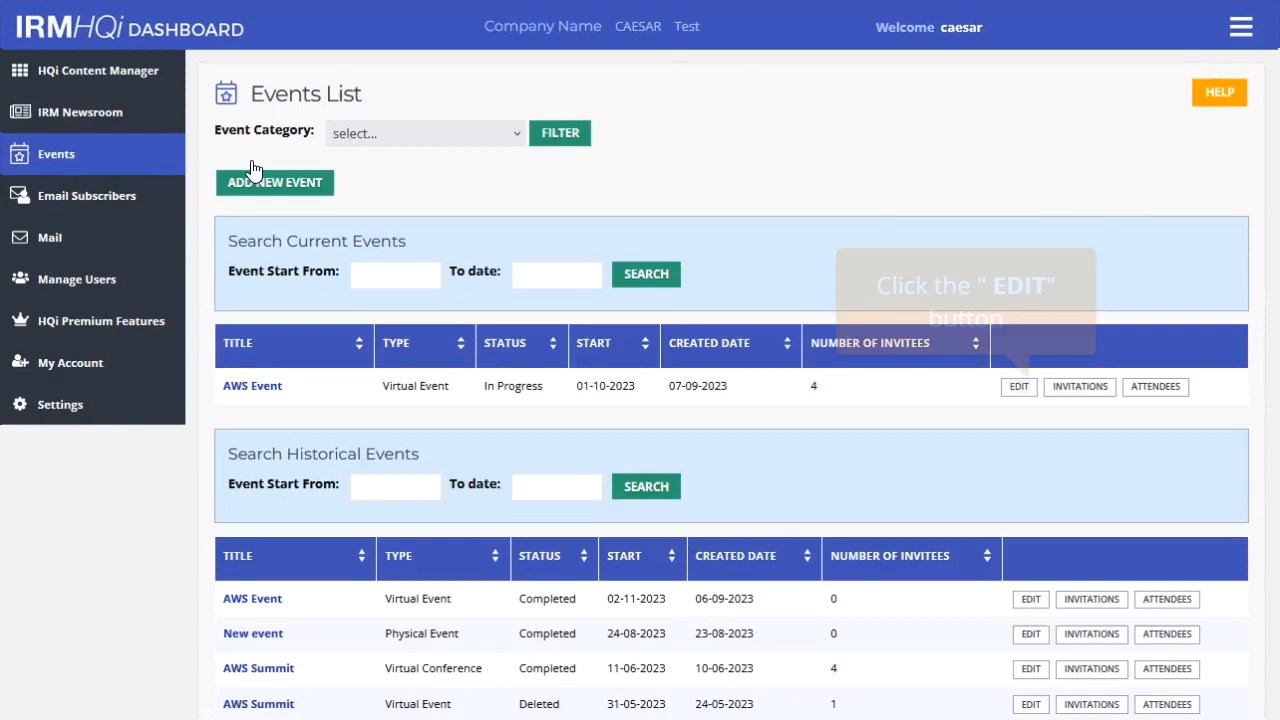 IRMHQi DASHBOARD
Company Name CAESAR Test
Welcome caesar
HQi Content Manager
IRM Newsroom
Events
Email Subscribers
Mail
Manage Users
HQi Premium Features
My Account
Settings
Events List
HELP
Event Category: select... FILTER
ADD NEW EVENT
Search Current Events
Event Start From: To date: SEARCH
Click the " EDIT"
button
TITLE TYPE STATUS START CREATED DATE NUMBER OF INVITEES
AWS Event Virtual Event In Progress 01-10-2023 07-09-2023 4 EDIT INVITATIONS ATTENDEES
Search Historical Events
Event Start From: To date: SEARCH
TITLE TYPE STATUS START CREATED DATE NUMBER OF INVITEES
AWS Event Virtual Event Completed 02-11-2023 06-09-2023 0 EDIT INVITATIONS ATTENDEES
New event Physical Event Completed 24-08-2023 23-08-2023 0 EDIT INVITATIONS ATTENDEES
AWS Summit Virtual Conference Completed 11-06-2023 10-06-2023 4 EDIT INVITATIONS ATTENDEES
AWS Summit Virtual Event Deleted 31-05-2023 24-05-2023 1 EDIT INVITATIONS ATTENDEES